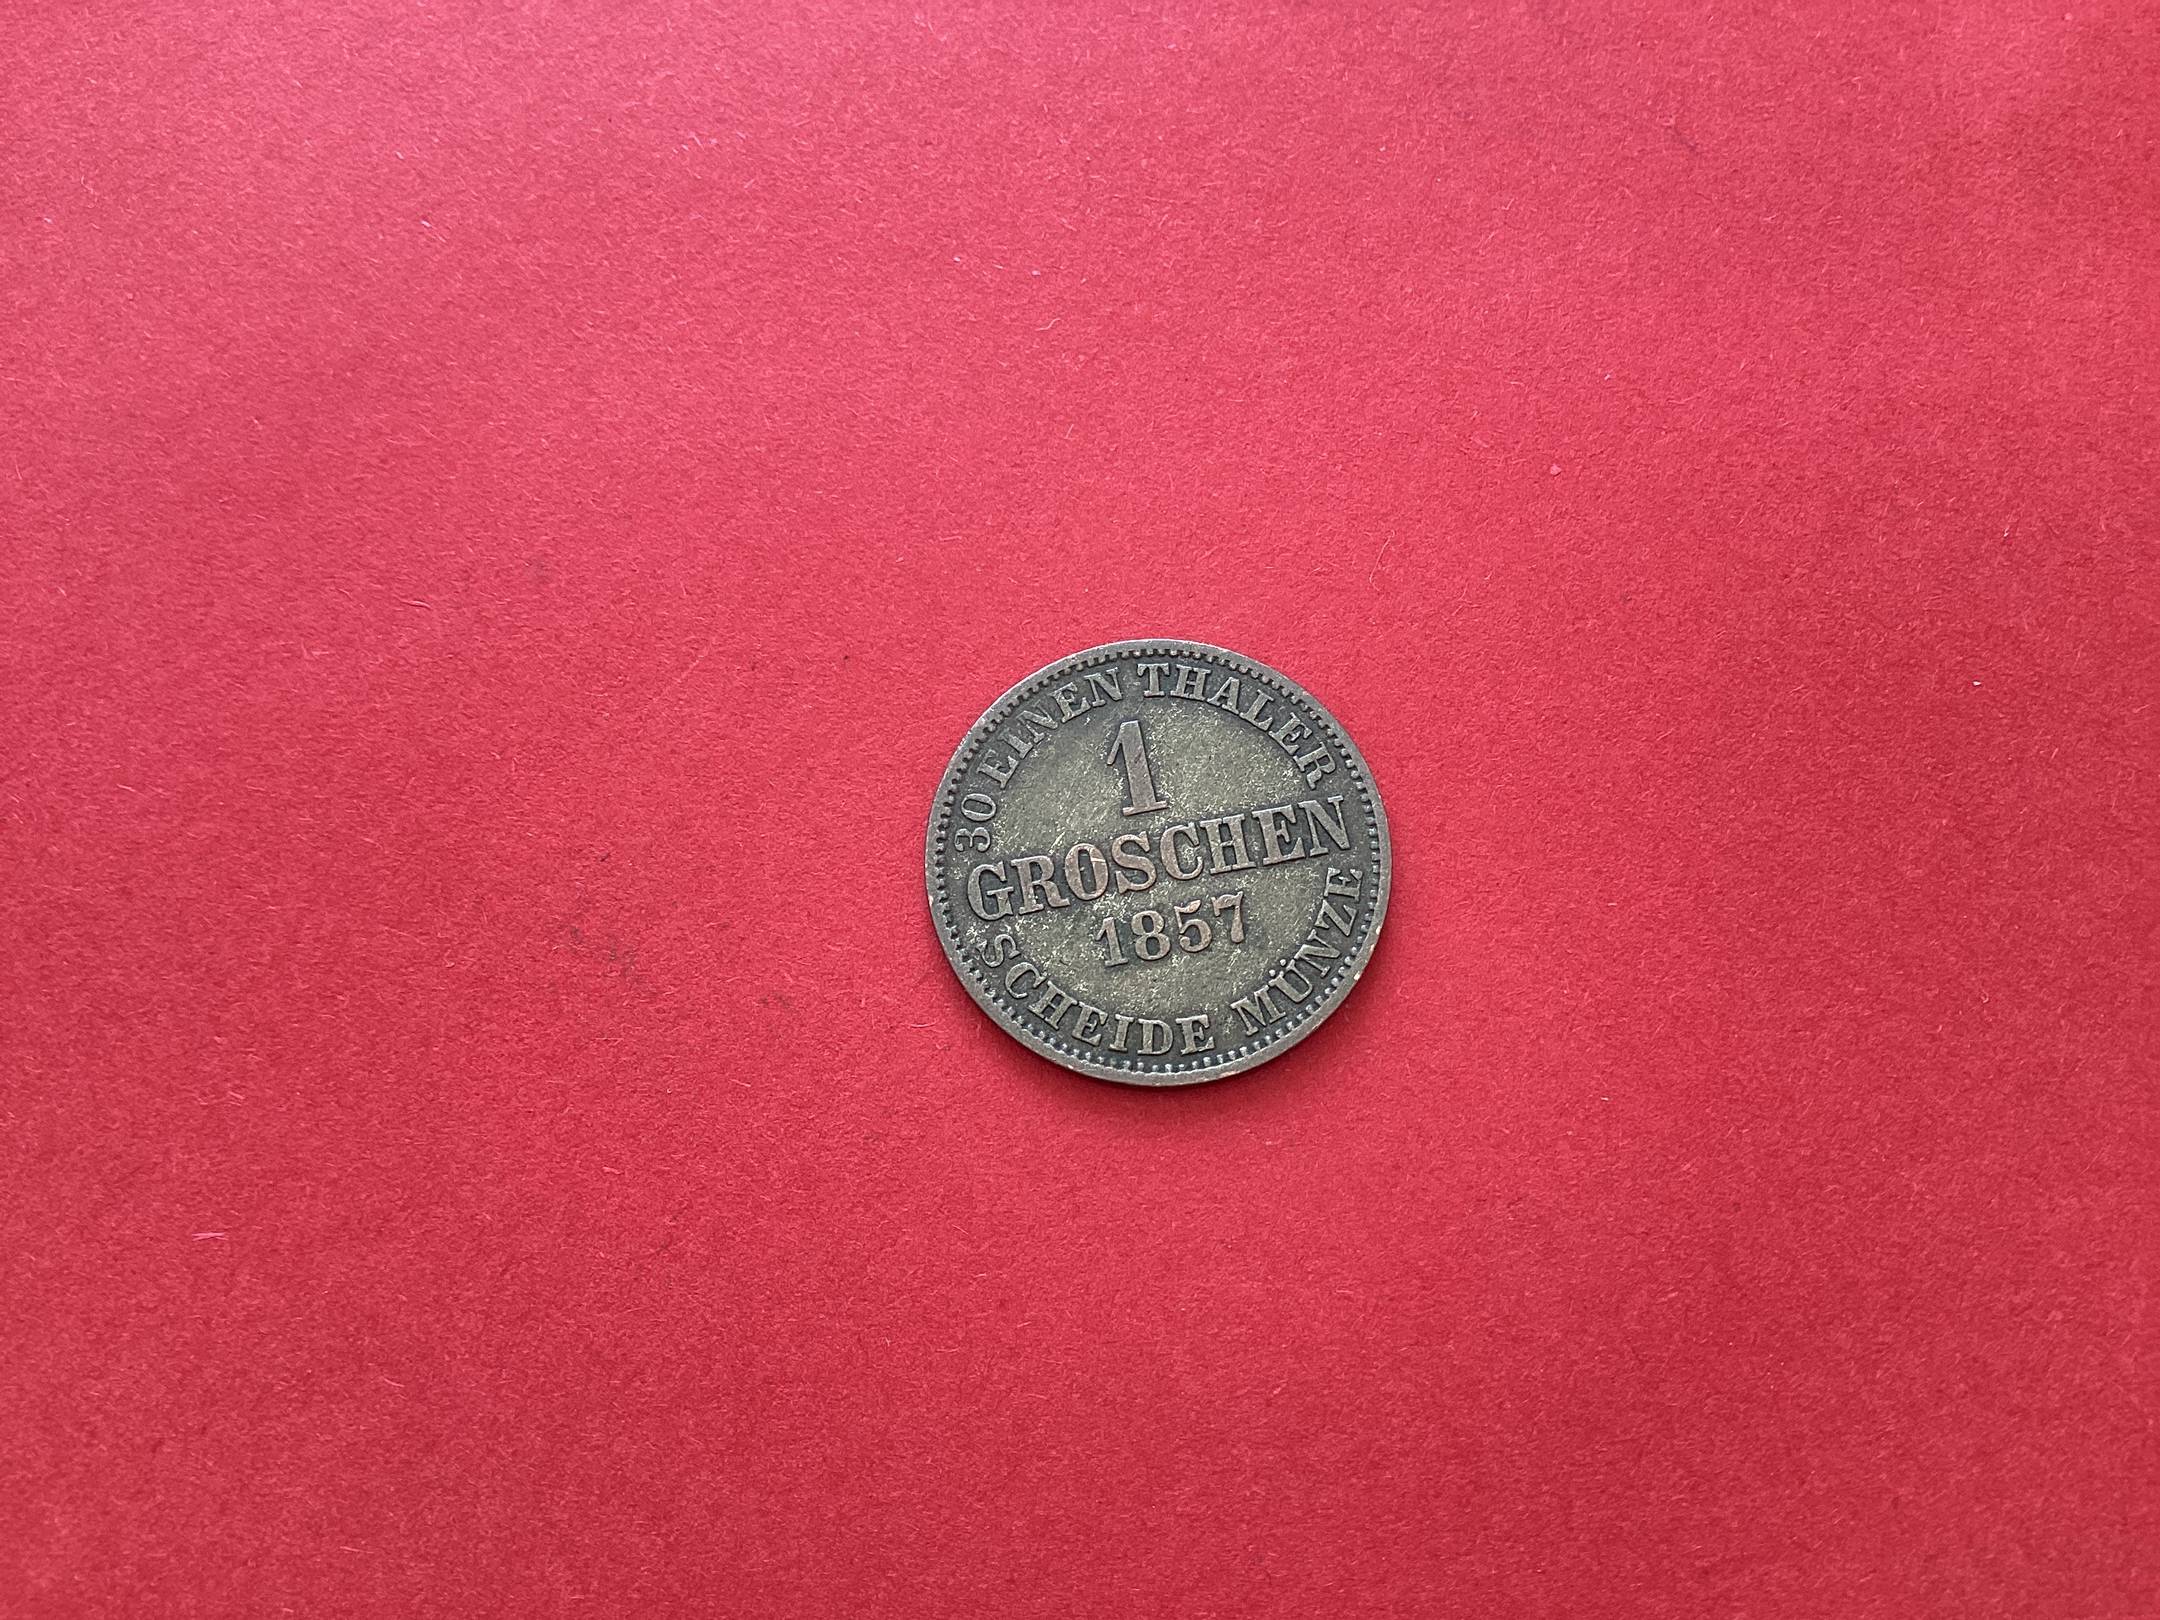 30 EINEN THALER
1
GROSCHEN
1857
SCHEIDE MÜNZE